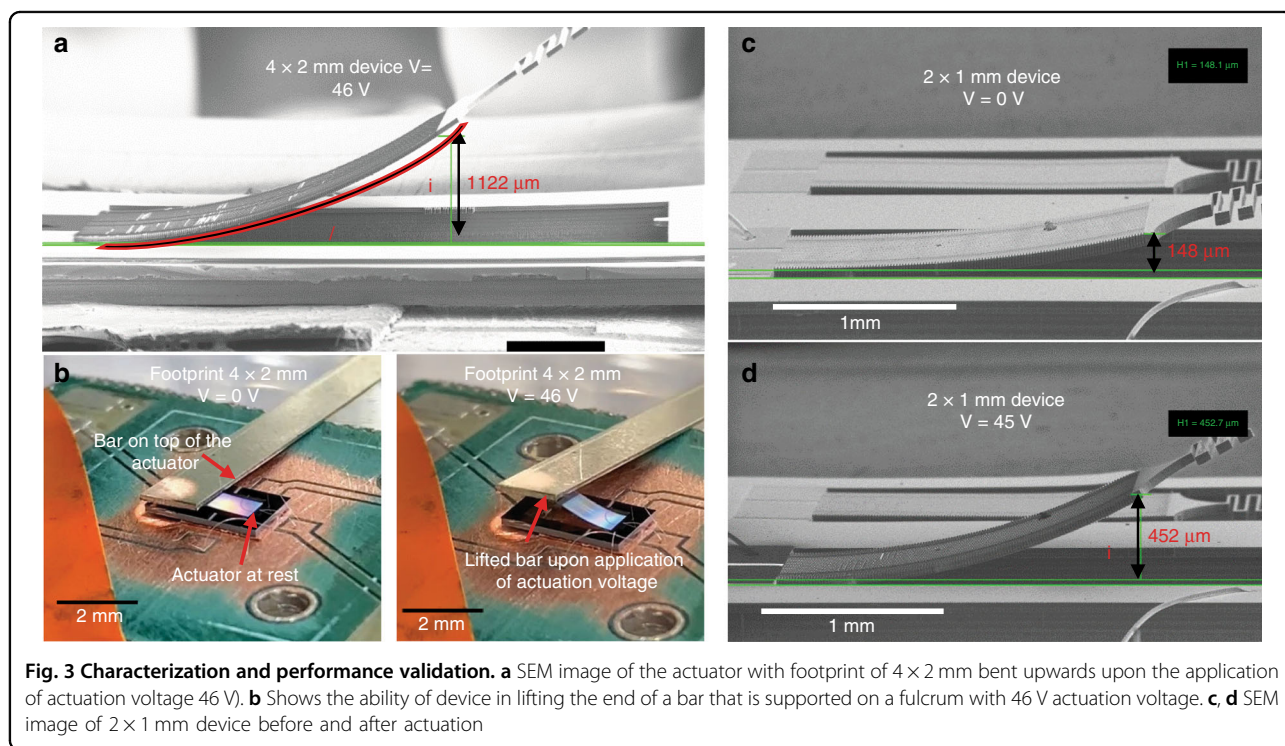 a
4 × 2 mm device V=
46 V
i
1122 µm
i
b
Footprint 4 × 2 mm
V = 0 V
Bar on top of the
actuator
Actuator at rest
2 mm
Footprint 4 × 2 mm
V = 46 V
Lifted bar upon application
of actuation voltage
2 mm
c
H1 = 148.1 µm
2 × 1 mm device
V = 0 V
148 µm
1mm
d
H1 = 452.7 µm
2 × 1 mm device
V = 45 V
452 µm
i
1 mm
Fig. 3 Characterization and performance validation. a SEM image of the actuator with footprint of 4 × 2 mm bent upwards upon the application
of actuation voltage 46 V). b Shows the ability of device in lifting the end of a bar that is supported on a fulcrum with 46 V actuation voltage. c, d SEM
image of 2 × 1 mm device before and after actuation